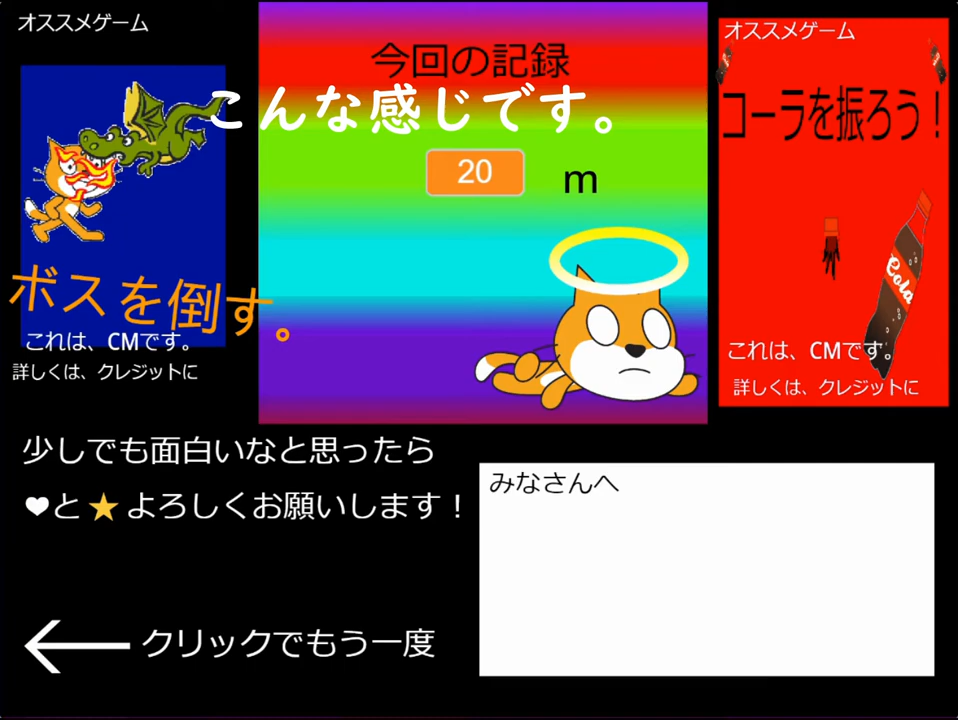 オススメゲーム
今回の記録
こんな感じです。
20 m
ボスを倒す。
これは、CMです。
詳しくは、クレジットに
オススメゲーム
コーラを振ろう！
Cola
これは、CMです。
詳しくは、クレジットに
少しでも面白いなと思ったら
♥と★よろしくお願いします！
みなさんへ
クリックでもう一度